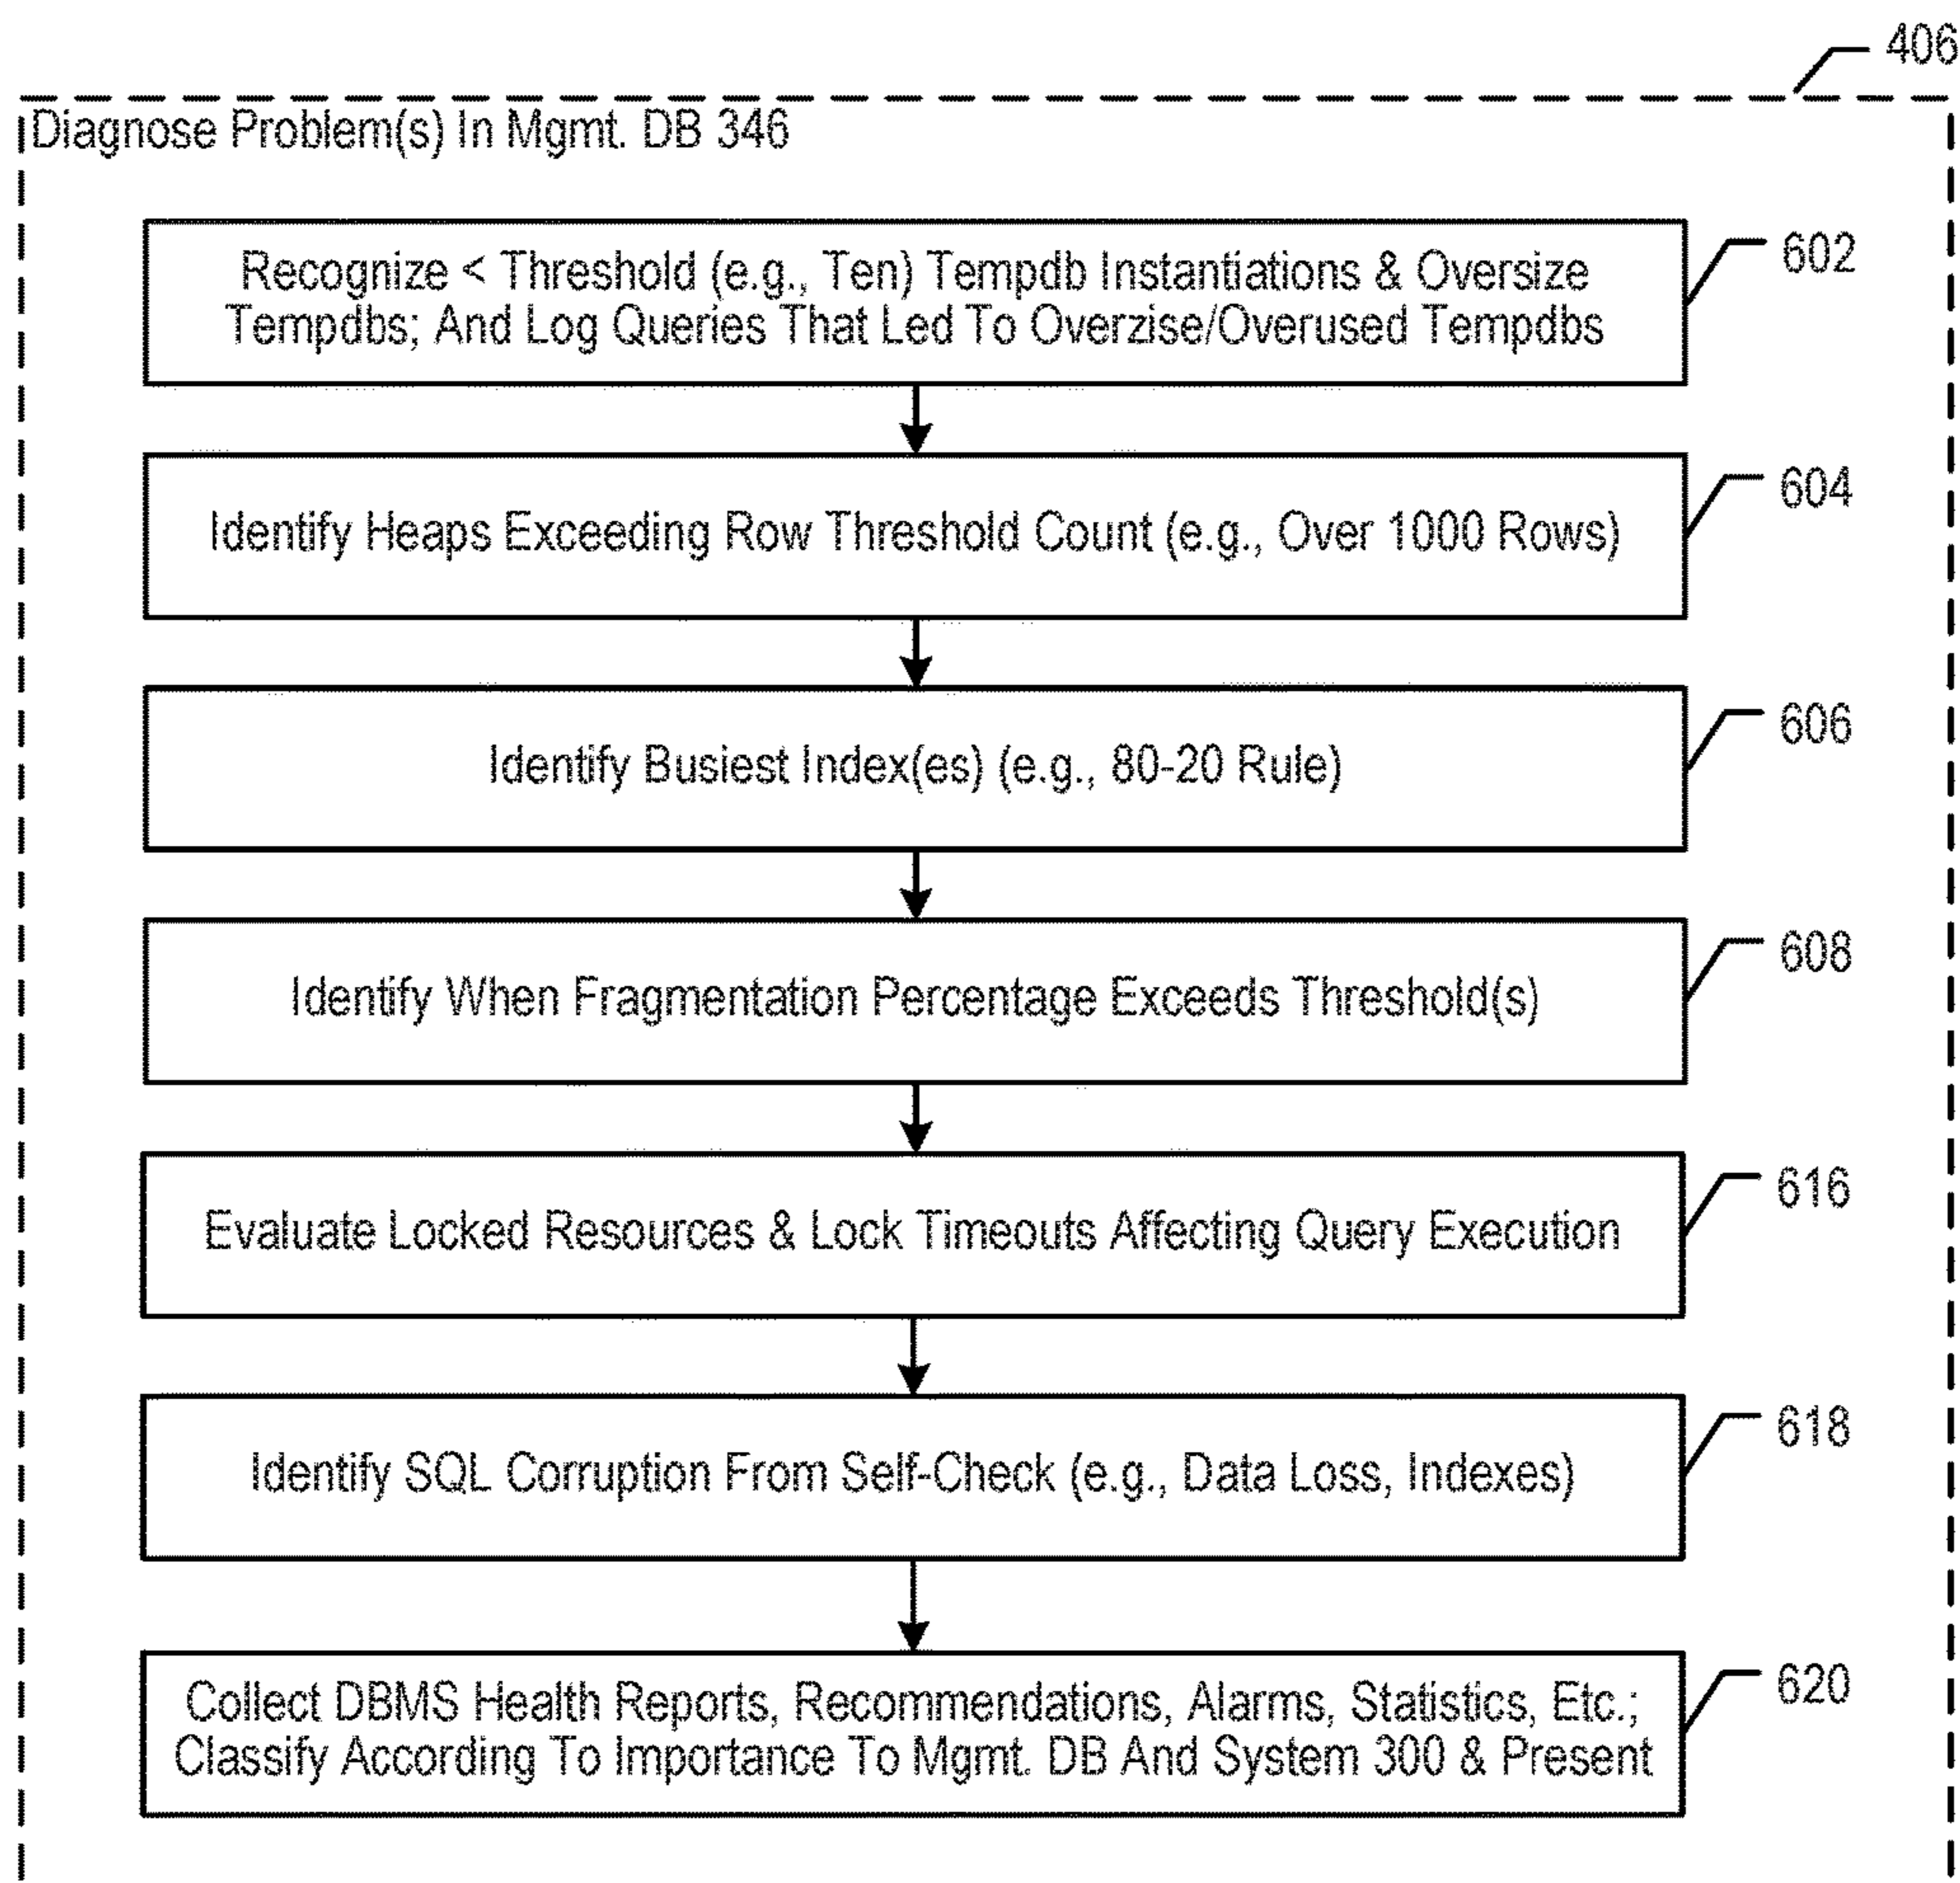 406
Diagnose Problem(s) In Mgmt. DB 346
Recognize < Threshold (e.g., Ten) Tempdb Instantiations & Oversize
Tempdbs; And Log Queries That Led To Overzise/Overused Tempdbs
602
Identify Heaps Exceeding Row Threshold Count (e.g., Over 1000 Rows)
604
Identify Busiest Index(es) (e.g., 80-20 Rule)
606
Identify When Fragmentation Percentage Exceeds Threshold(s)
608
Evaluate Locked Resources & Lock Timeouts Affecting Query Execution
616
Identify SQL Corruption From Self-Check (e.g., Data Loss, Indexes)
618
Collect DBMS Health Reports, Recommendations, Alarms, Statistics, Etc.;
Classify According To Importance To Mgmt. DB And System 300 & Present
620